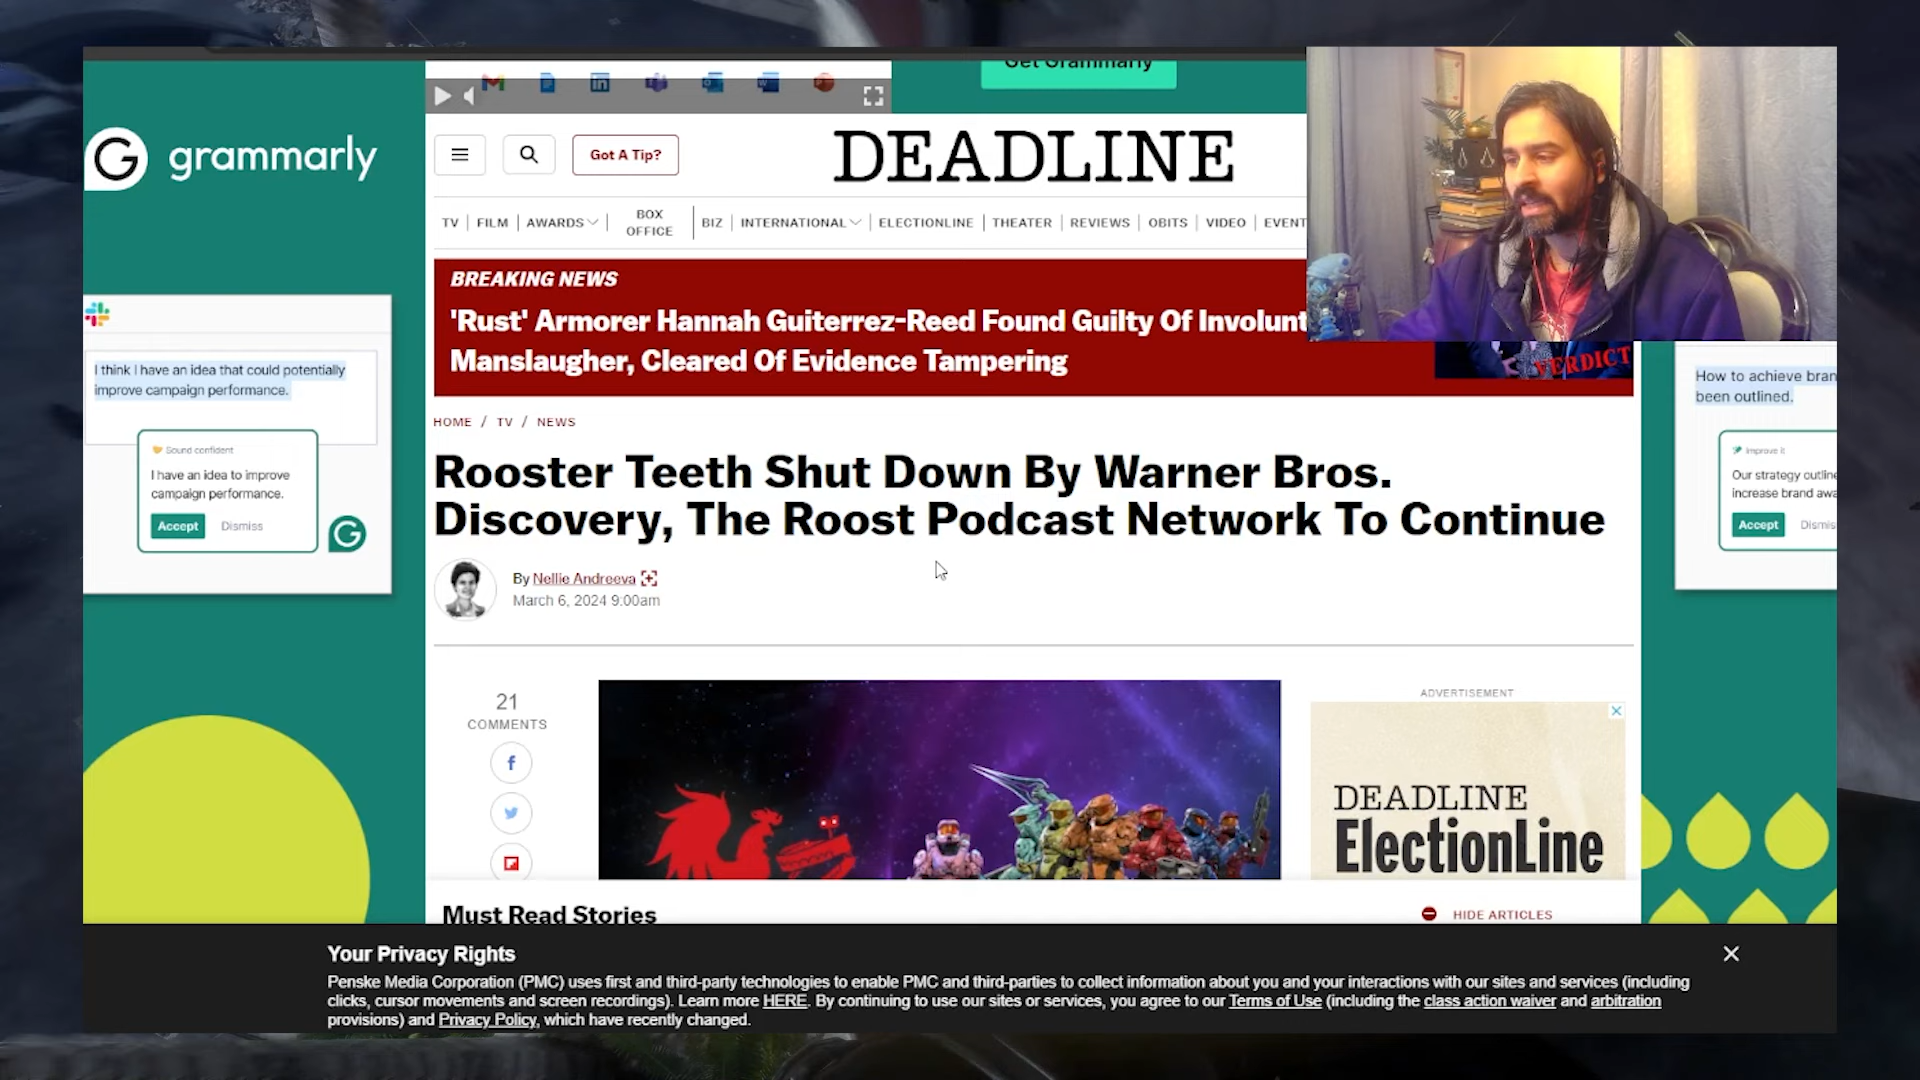 Get Grammarly
grammarly
Got A Tip?
DEADLINE
TV
FILM
AWARDS
BOX
OFFICE
BIZ
INTERNATIONAL
ELECTIONLINE
THEATER
REVIEWS
OBITS
VIDEO
EVENT
BREAKING NEWS
'Rust' Armorer Hannah Guiterrez-Reed Found Guilty Of Involunt
Manslaugher, Cleared Of Evidence Tampering
VERDICT
I think I have an idea that could potentially
improve campaign performance.
Sound confident
I have an idea to improve
campaign performance.
Accept
Dismiss
How to achieve bran
been outlined.
Improve it
Our strategy outline
increase brand awa
Accept
Dismis
HOME / TV / NEWS
Rooster Teeth Shut Down By Warner Bros.
Discovery, The Roost Podcast Network To Continue
By Nellie Andreeva
March 6, 2024 9:00am
21
COMMENTS
ADVERTISEMENT
DEADLINE
ElectionLine
Must Read Stories
HIDE ARTICLES
Your Privacy Rights
Penske Media Corporation (PMC) uses first and third-party technologies to enable PMC and third-parties to collect information about you and your interactions with our sites and services (including
clicks, cursor movements and screen recordings). Learn more HERE. By continuing to use our sites or services, you agree to our Terms of Use (including the class action waiver and arbitration
provisions) and Privacy Policy, which have recently changed.